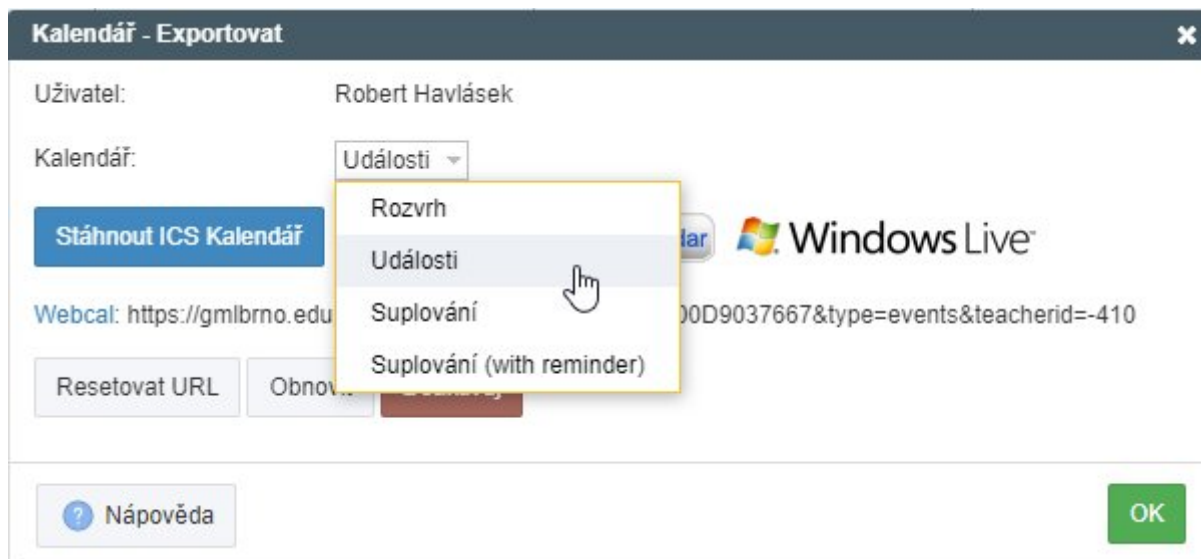 Kalendář - Exportovat
Uživatel: Robert Havlásek
Kalendář: Události
Rozvrh
Události
Suplování
Suplování (with reminder)
Stáhnout ICS Kalendář
Windows Live
Webcal: https://gmlbrno.edu 00D9037667&type=events&teacherid=-410
Resetovat URL
Nápověda
OK